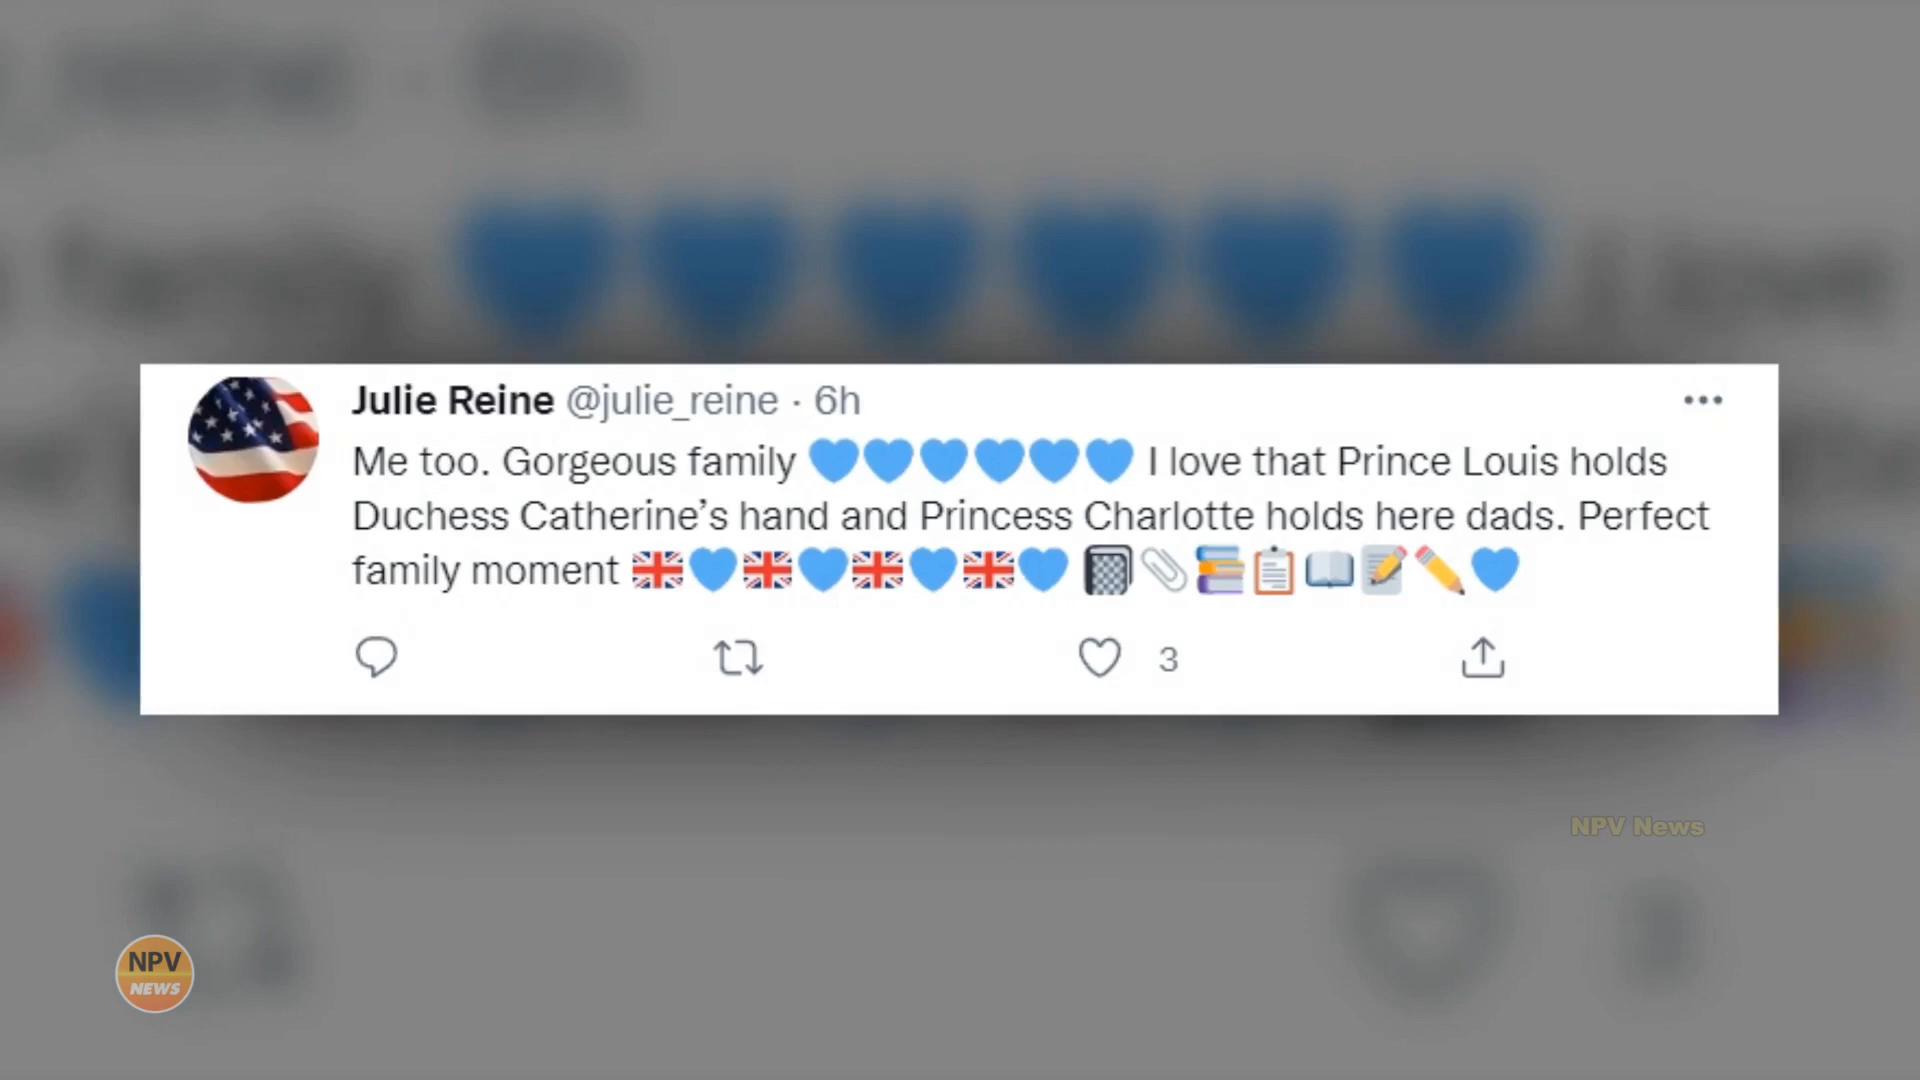 Julie Reine @julie_reine · 6h
Me too. Gorgeous family 💙💙💙💙💙💙 I love that Prince Louis holds
Duchess Catherine’s hand and Princess Charlotte holds here dads. Perfect
family moment 🇬🇧💙🇬🇧💙🇬🇧💙🇬🇧💙 📓📎📚📋📖📝✏️💙
3
NPV News
NPV
NEWS